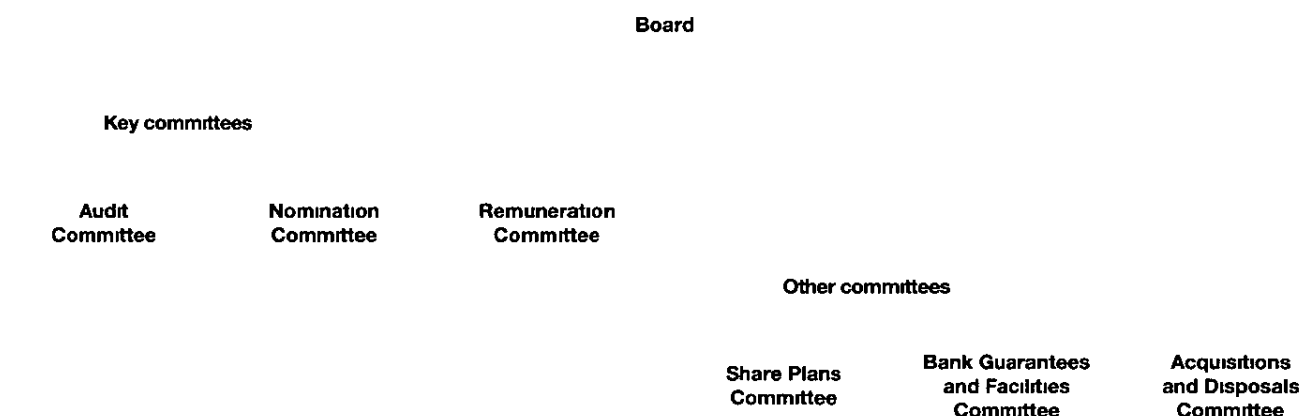 Board
Key committees
Audit
Committee
Nomination
Committee
Remuneration
Committee
Other committees
Share Plans
Committee
Bank Guarantees
and Facilities
Committee
Acquisitions
and Disposals
Committee